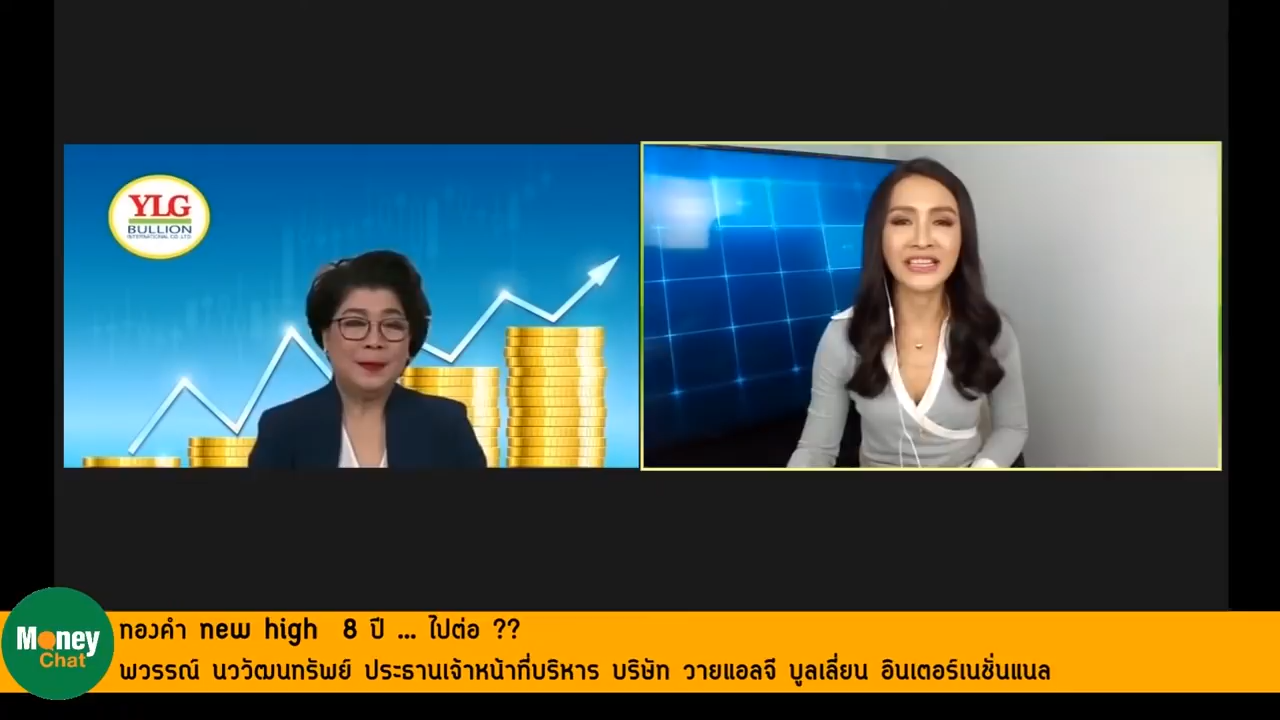 YLG
BULLION
INTERNATIONAL CO. LTD.
ทองคำ new high 8 ปี ... ไปต่อ ??
Money
Chat
พวรรณ์ นววัฒนทรัพย์ ประธานเจ้าหน้าที่บริหาร บริษัท วายแอลจี บูลเลี่ยน อินเตอร์เนชั่นแนล